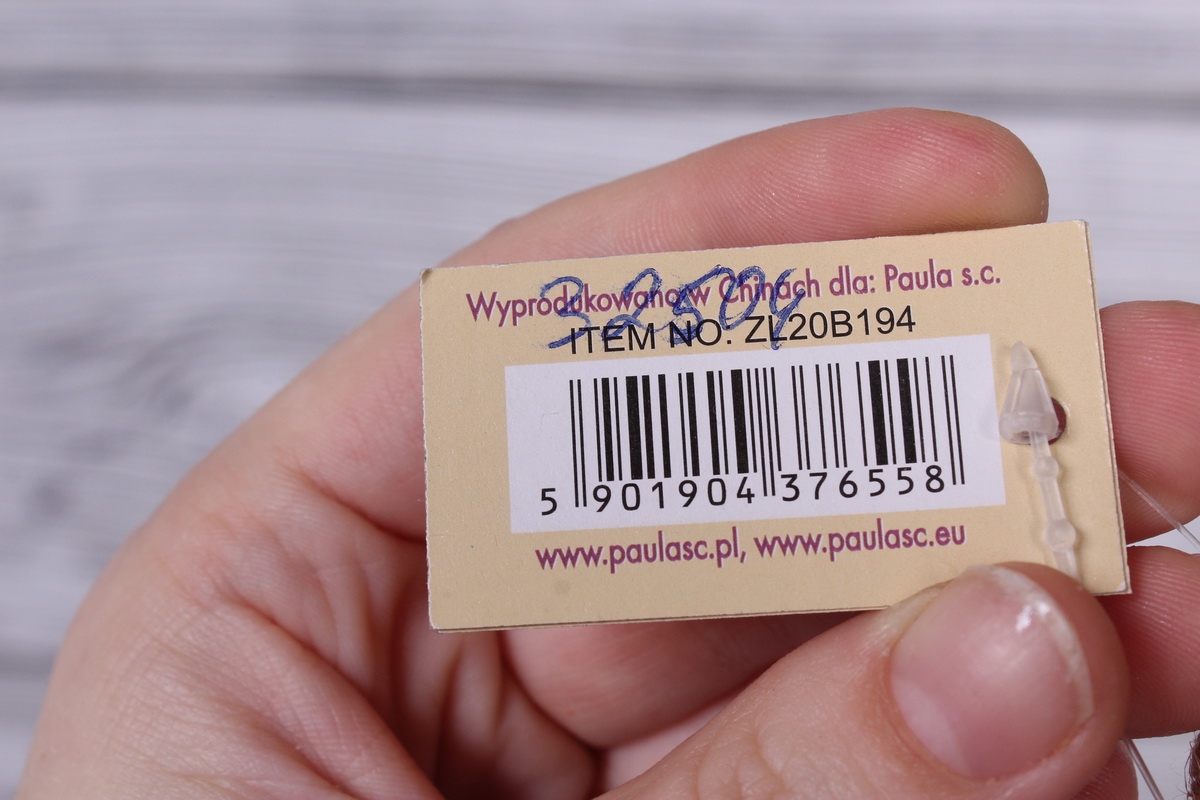 Wyprodukowano w Chinach dla: Paula s.c.
32504
ITEM NO. ZL20B194
5 901904 376558
www.paulasc.pl, www.paulasc.eu